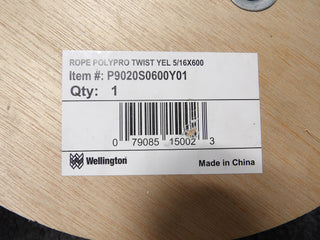 ROPE POLYPRO TWIST YEL 5/16X600
Item #: P9020S0600Y01
Qty: 1
0 79085 15002 3
Wellington Made in China